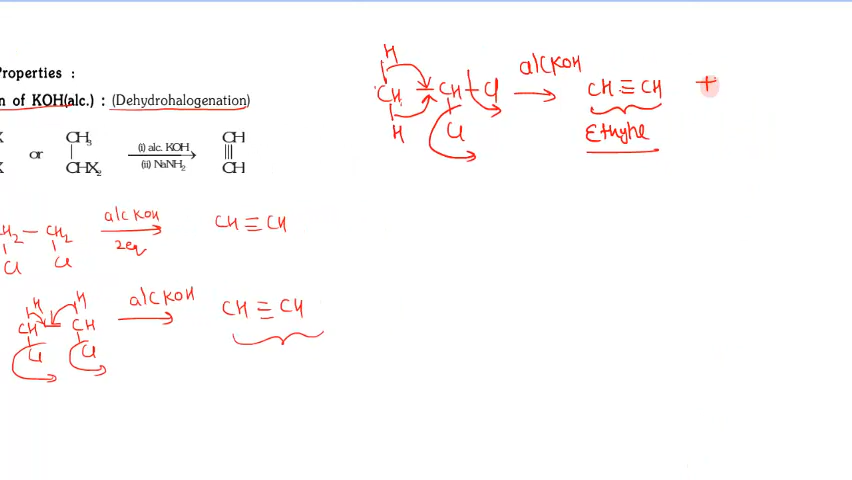 Properties :
n of KOH(alc.) : (Dehydrohalogenation)
X or CH3 (i) alc. KOH CH
X CHX2 (ii) NaNH2 CH
CH2 — CH2 alc KOH CH≡CH
Cl Cl 2eq
H H
CH CH alc KOH CH≡CH
Cl Cl
H
CH CH Cl alc KOH CH≡CH +
H Cl Ethyne